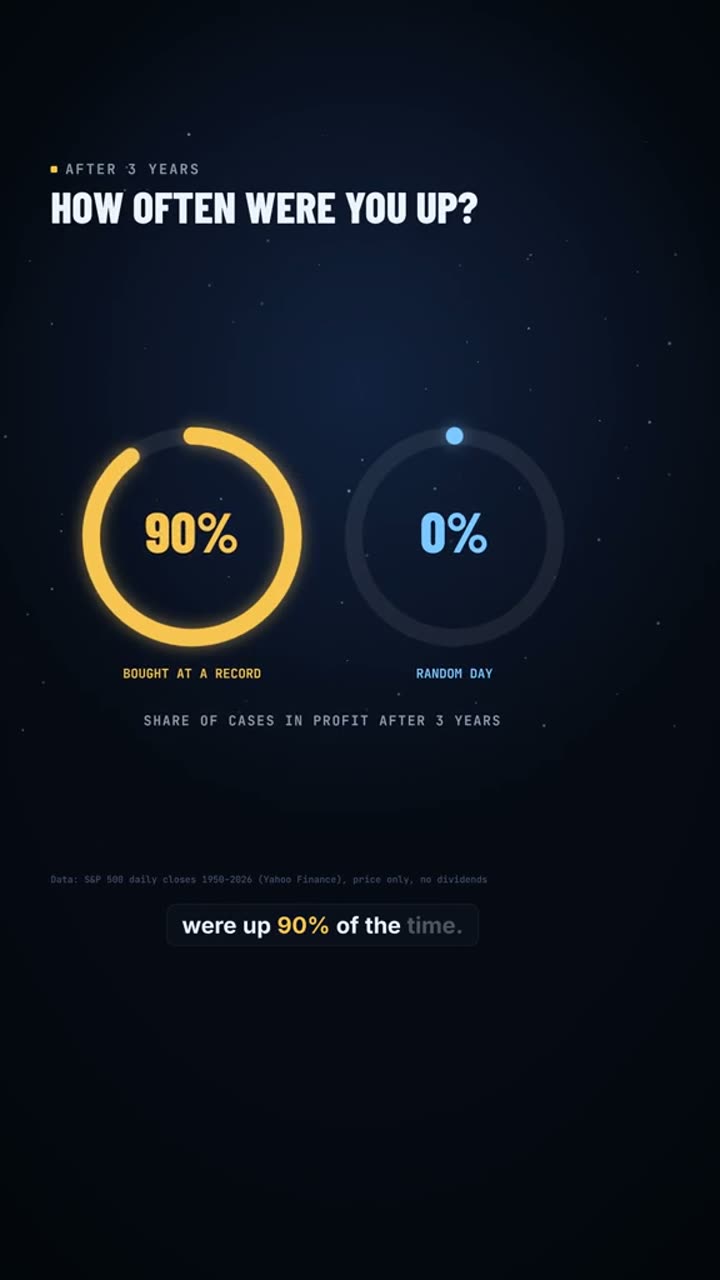 AFTER 3 YEARS
HOW OFTEN WERE YOU UP?
90%
0%
BOUGHT AT A RECORD
RANDOM DAY
SHARE OF CASES IN PROFIT AFTER 3 YEARS
Data: S&P 500 daily closes 1950–2026 (Yahoo Finance), price only, no dividends
were up 90% of the time.